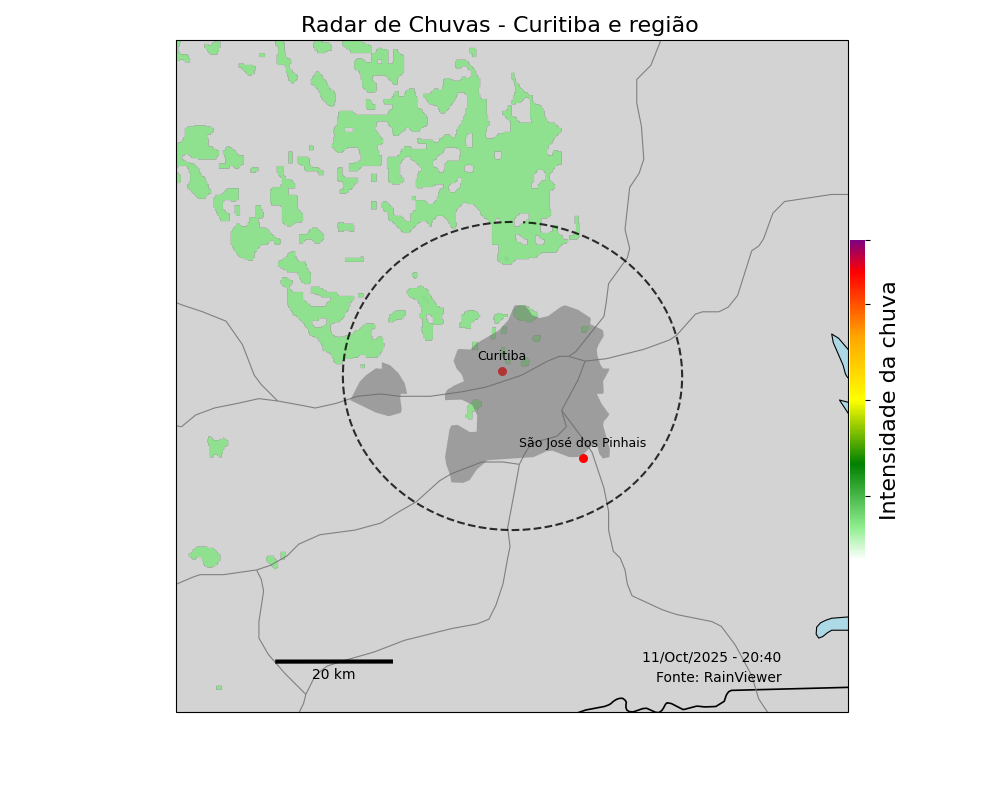 Radar de Chuvas - Curitiba e região
Curitiba
São José dos Pinhais
Intensidade da chuva
11/Oct/2025 - 20:40
Fonte: RainViewer
20 km